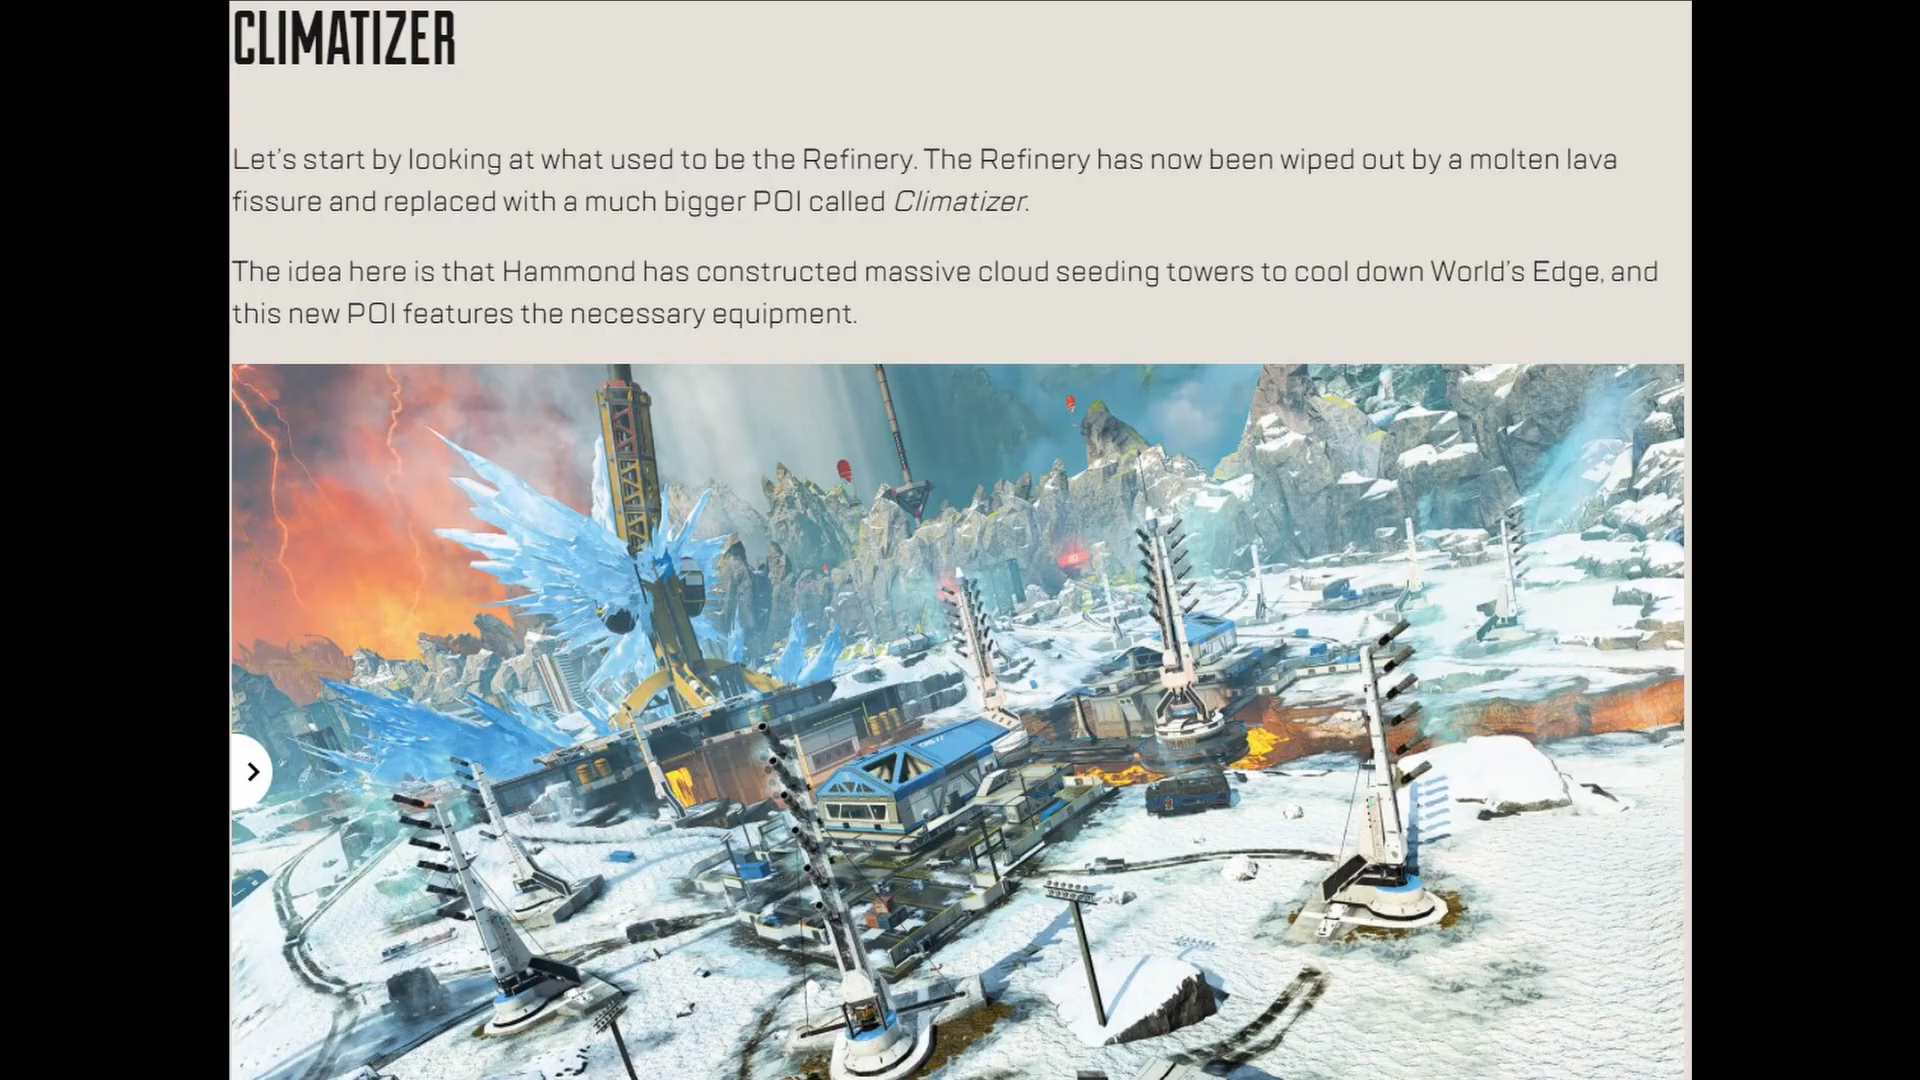 CLIMATIZER
Let's start by looking at what used to be the Refinery. The Refinery has now been wiped out by a molten lava
fissure and replaced with a much bigger POI called Climatizer.
The idea here is that Hammond has constructed massive cloud seeding towers to cool down World's Edge, and
this new POI features the necessary equipment.